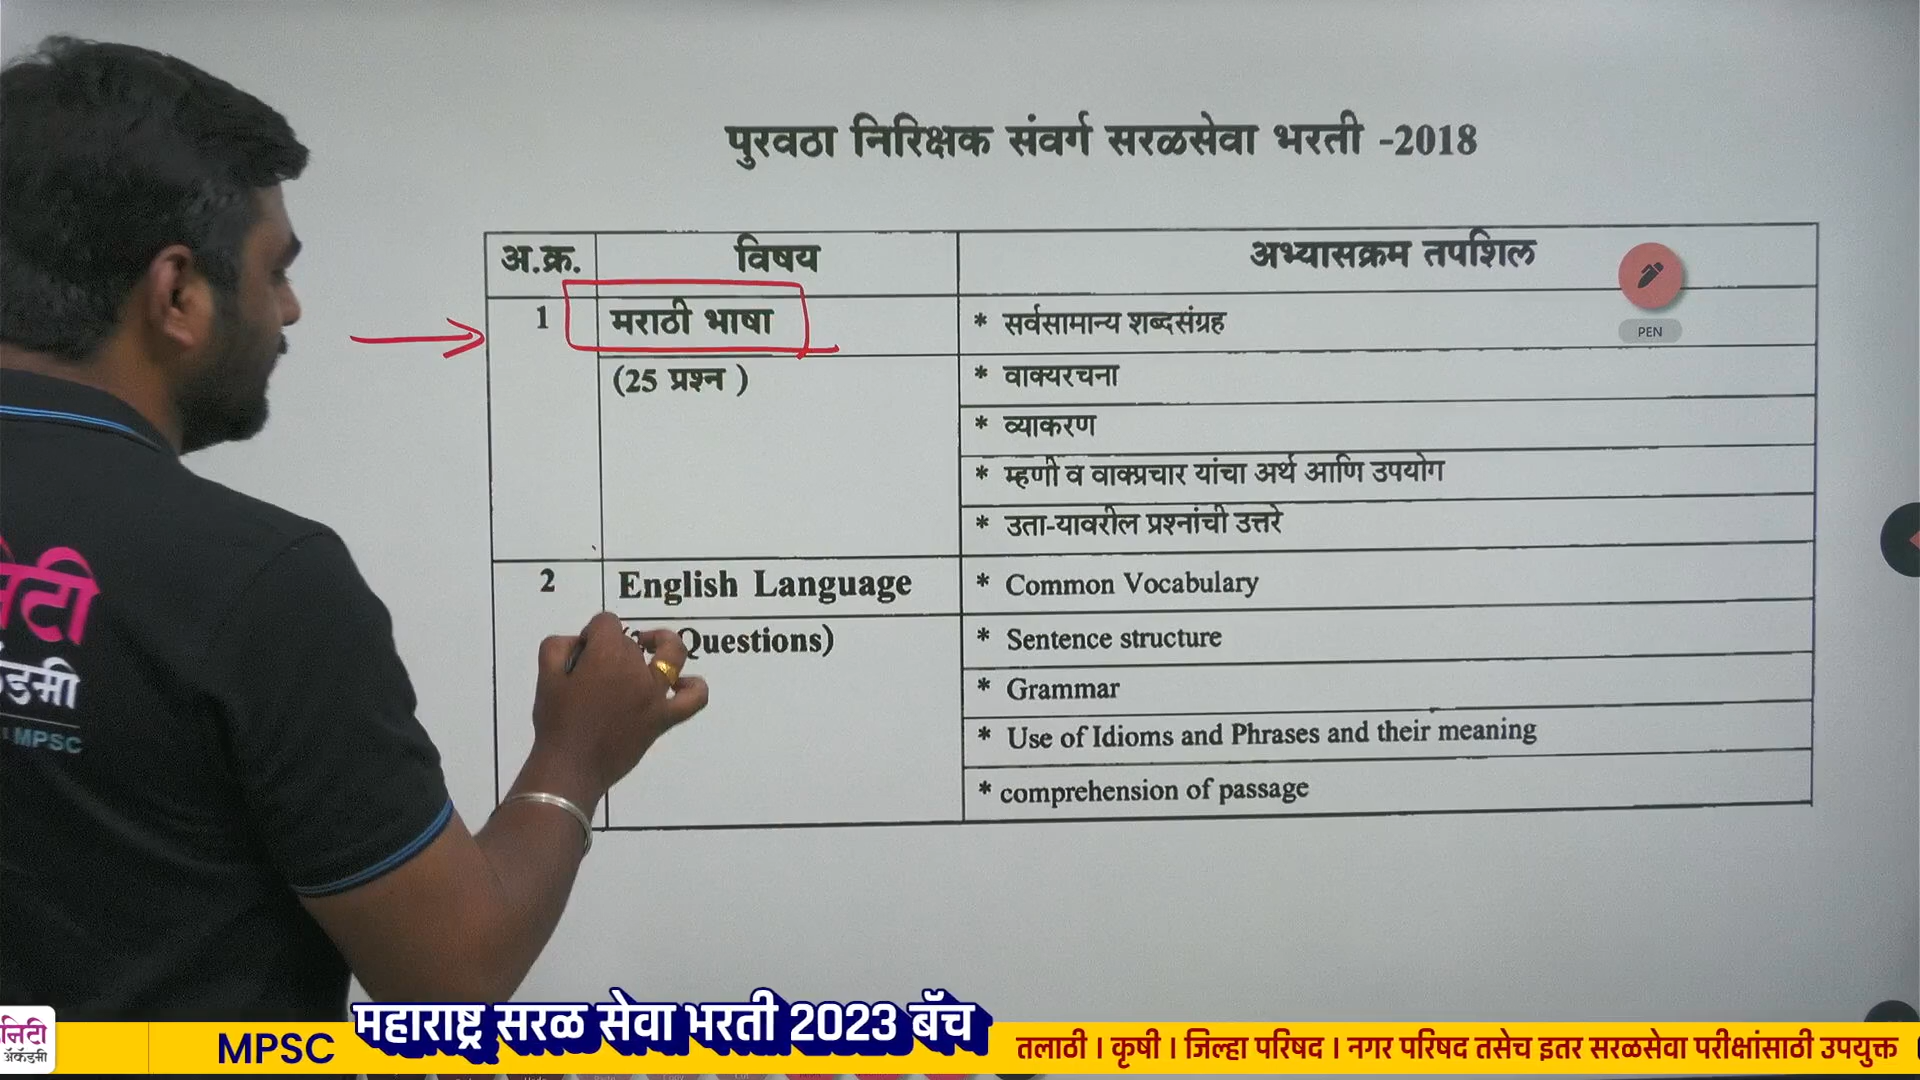 पुरवठा निरिक्षक संवर्ग सरळसेवा भरती -2018
अ.क्र. विषय अभ्यासक्रम तपशिल
1 मराठी भाषा * सर्वसामान्य शब्दसंग्रह
PEN
(25 प्रश्न ) * वाक्यरचना
* व्याकरण
* म्हणी व वाक्प्रचार यांचा अर्थ आणि उपयोग
* उता-यावरील प्रश्नांची उत्तरे
2 English Language * Common Vocabulary
Questions) * Sentence structure
* Grammar
* Use of Idioms and Phrases and their meaning
* comprehension of passage
MPSC
MPSC महाराष्ट्र सरळ सेवा भरती 2023 बॅच
तलाठी । कृषी । जिल्हा परिषद । नगर परिषद तसेच इतर सरळसेवा परीक्षांसाठी उपयुक्त